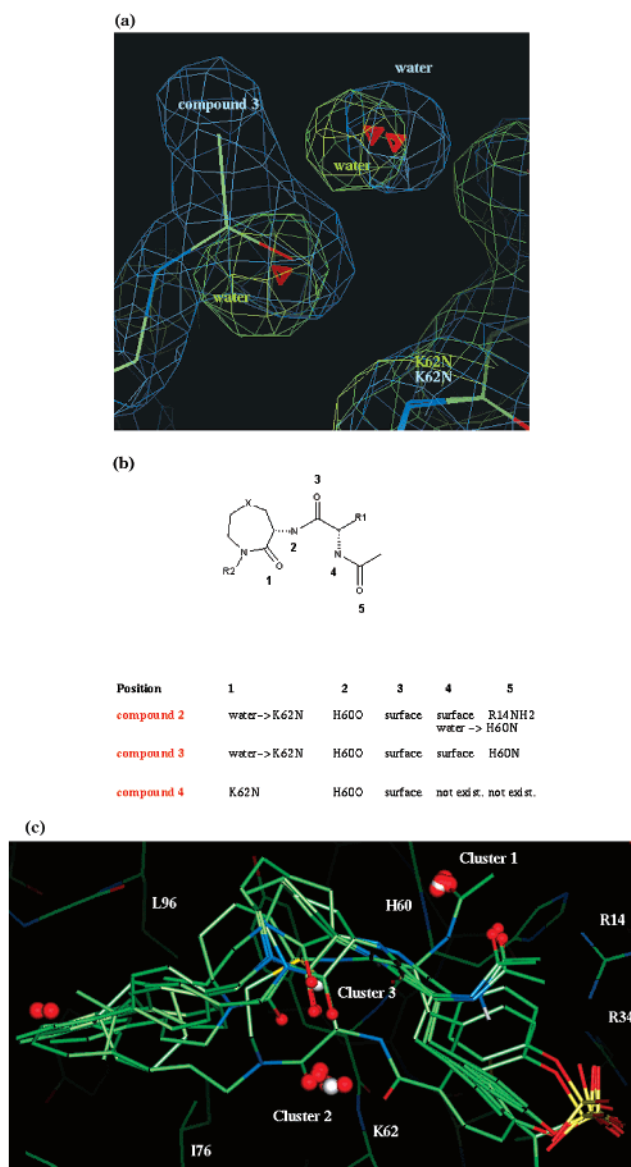 (a)
water
compound 3
water
water
K62N
K62N
(b)
3
O
X
R1
N
N
2
N
O
4
R2
1
O
5
Position 1 2 3 4 5
compound 2 water->K62N H60O surface surface R14NH2
water -> H60N
compound 3 water->K62N H60O surface surface H60N
compound 4 K62N H60O surface not exist. not exist.
(c)
Cluster 1
L96
H60
R14
Cluster 3
R34
Cluster 2
K62
I76